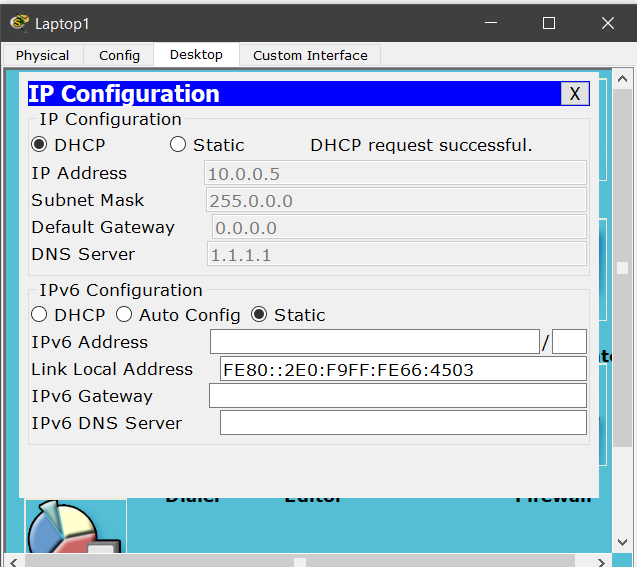 Laptop1
Physical Config Desktop Custom Interface
IP Configuration X
IP Configuration
DHCP Static DHCP request successful.
IP Address 10.0.0.5
Subnet Mask 255.0.0.0
Default Gateway 0.0.0.0
DNS Server 1.1.1.1
IPv6 Configuration
DHCP Auto Config Static
IPv6 Address /
Link Local Address FE80::2E0:F9FF:FE66:4503
IPv6 Gateway
IPv6 DNS Server
Dialer Editor Firewall